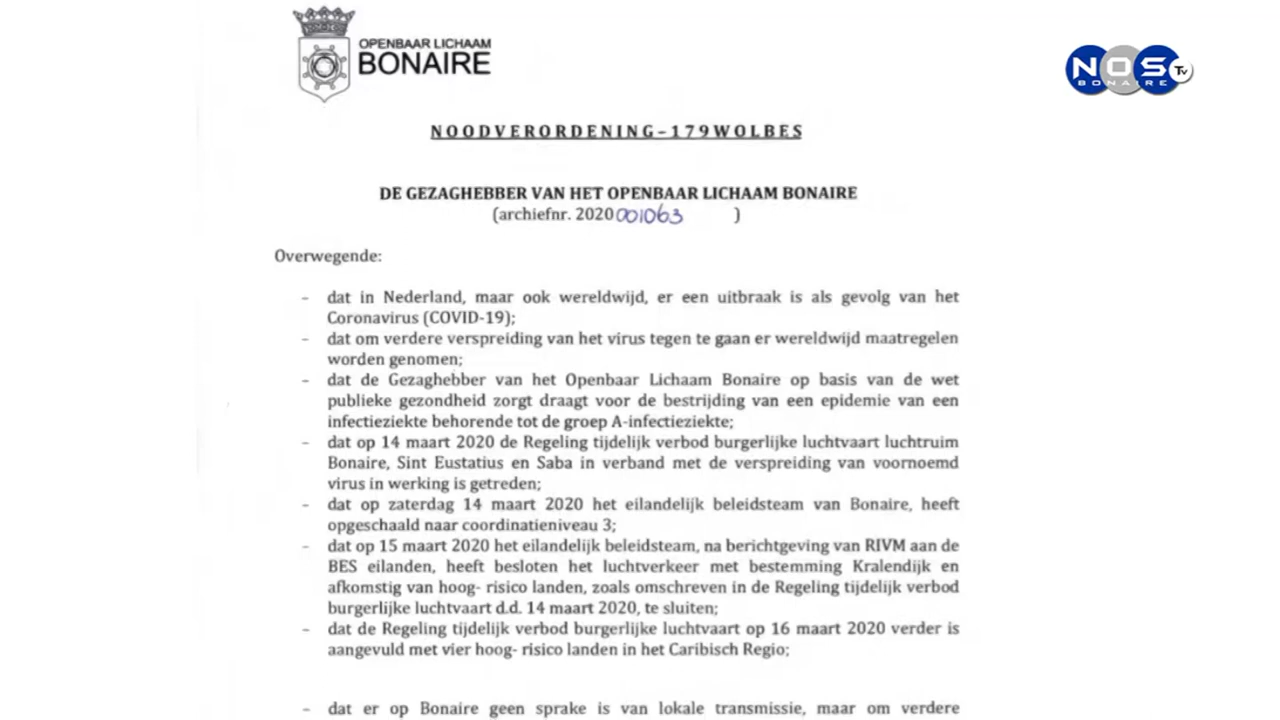 OPENBAAR LICHAAM
BONAIRE
NOS TV
BONAIRE
NOODVERORDENING-179WOLBES
DE GEZAGHEBBER VAN HET OPENBAAR LICHAAM BONAIRE
(archiefnr. 2020 001063 )
Overwegende:
- dat in Nederland, maar ook wereldwijd, er een uitbraak is als gevolg van het
Coronavirus (COVID-19);
- dat om verdere verspreiding van het virus tegen te gaan er wereldwijd maatregelen
worden genomen;
- dat de Gezaghebber van het Openbaar Lichaam Bonaire op basis van de wet
publieke gezondheid zorgt draagt voor de bestrijding van een epidemie van een
infectieziekte behorende tot de groep A-infectieziekte;
- dat op 14 maart 2020 de Regeling tijdelijk verbod burgerlijke luchtvaart luchtruim
Bonaire, Sint Eustatius en Saba in verband met de verspreiding van voornoemd
virus in werking is getreden;
- dat op zaterdag 14 maart 2020 het eilandelijk beleidsteam van Bonaire, heeft
opgeschaald naar coordinatieniveau 3;
- dat op 15 maart 2020 het eilandelijk beleidsteam, na berichtgeving van RIVM aan de
BES eilanden, heeft besloten het luchtverkeer met bestemming Kralendijk en
afkomstig van hoog- risico landen, zoals omschreven in de Regeling tijdelijk verbod
burgerlijke luchtvaart d.d. 14 maart 2020, te sluiten;
- dat de Regeling tijdelijk verbod burgerlijke luchtvaart op 16 maart 2020 verder is
aangevuld met vier hoog- risico landen in het Caribisch Regio;
- dat er op Bonaire geen sprake is van lokale transmissie, maar om verdere